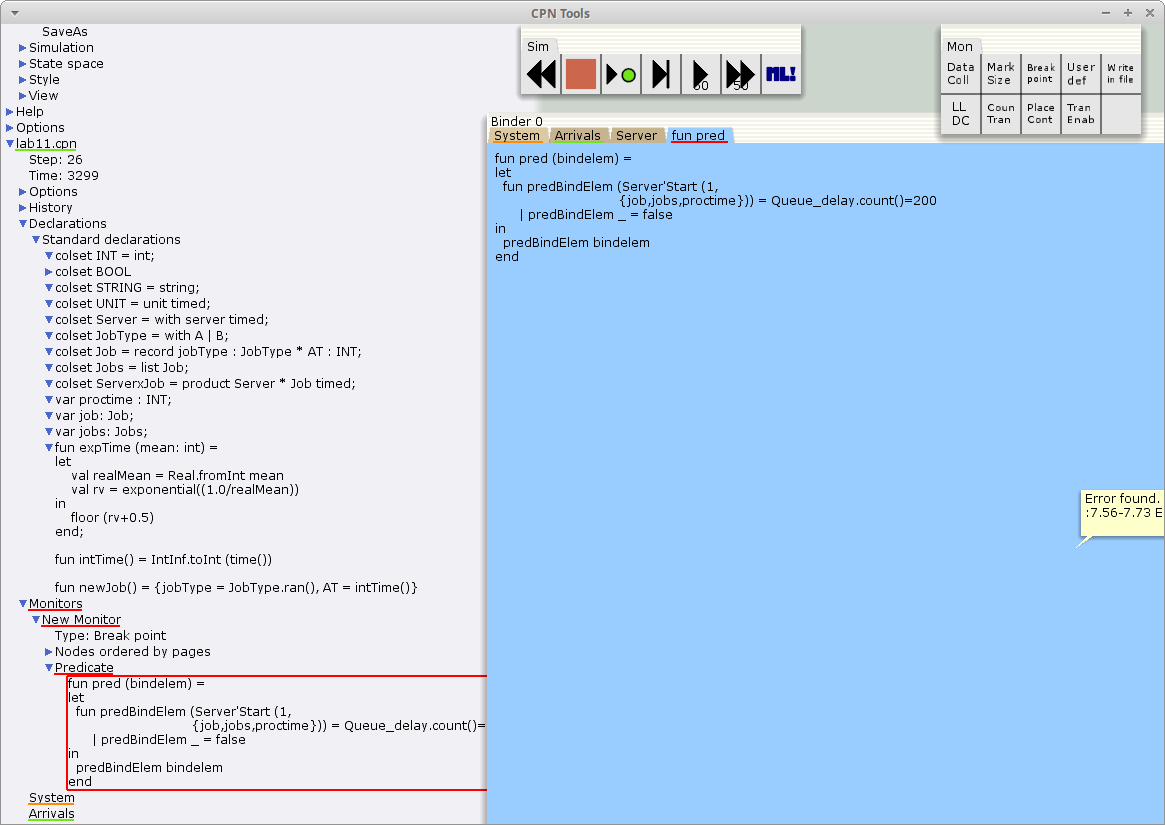 CPN Tools
SaveAs
Simulation
State space
Style
View
Help
Options
lab11.cpn
Step: 26
Time: 3299
Options
History
Declarations
Standard declarations
colset INT = int;
colset BOOL
colset STRING = string;
colset UNIT = unit timed;
colset Server = with server timed;
colset JobType = with A | B;
colset Job = record jobType : JobType * AT : INT;
colset Jobs = list Job;
colset ServerxJob = product Server * Job timed;
var proctime : INT;
var job: Job;
var jobs: Jobs;
fun expTime (mean: int) =
let
val realMean = Real.fromInt mean
val rv = exponential((1.0/realMean))
in
floor (rv+0.5)
end;
fun intTime() = IntInf.toInt (time())
fun newJob() = {jobType = JobType.ran(), AT = intTime()}
Monitors
New Monitor
Type: Break point
Nodes ordered by pages
Predicate
fun pred (bindelem) =
let
fun predBindElem (Server'Start (1,
{job,jobs,proctime})) = Queue_delay.count()=
| predBindElem _ = false
in
predBindElem bindelem
end
System
Arrivals
Sim
50
50
ML!
Mon
Data Coll
Mark Size
Break point
User def
Write in file
LL DC
Coun Tran
Place Cont
Tran Enab
Binder 0
System Arrivals Server fun pred
fun pred (bindelem) =
let
fun predBindElem (Server'Start (1,
{job,jobs,proctime})) = Queue_delay.count()=200
| predBindElem _ = false
in
predBindElem bindelem
end
Error found.
:7.56-7.73 E